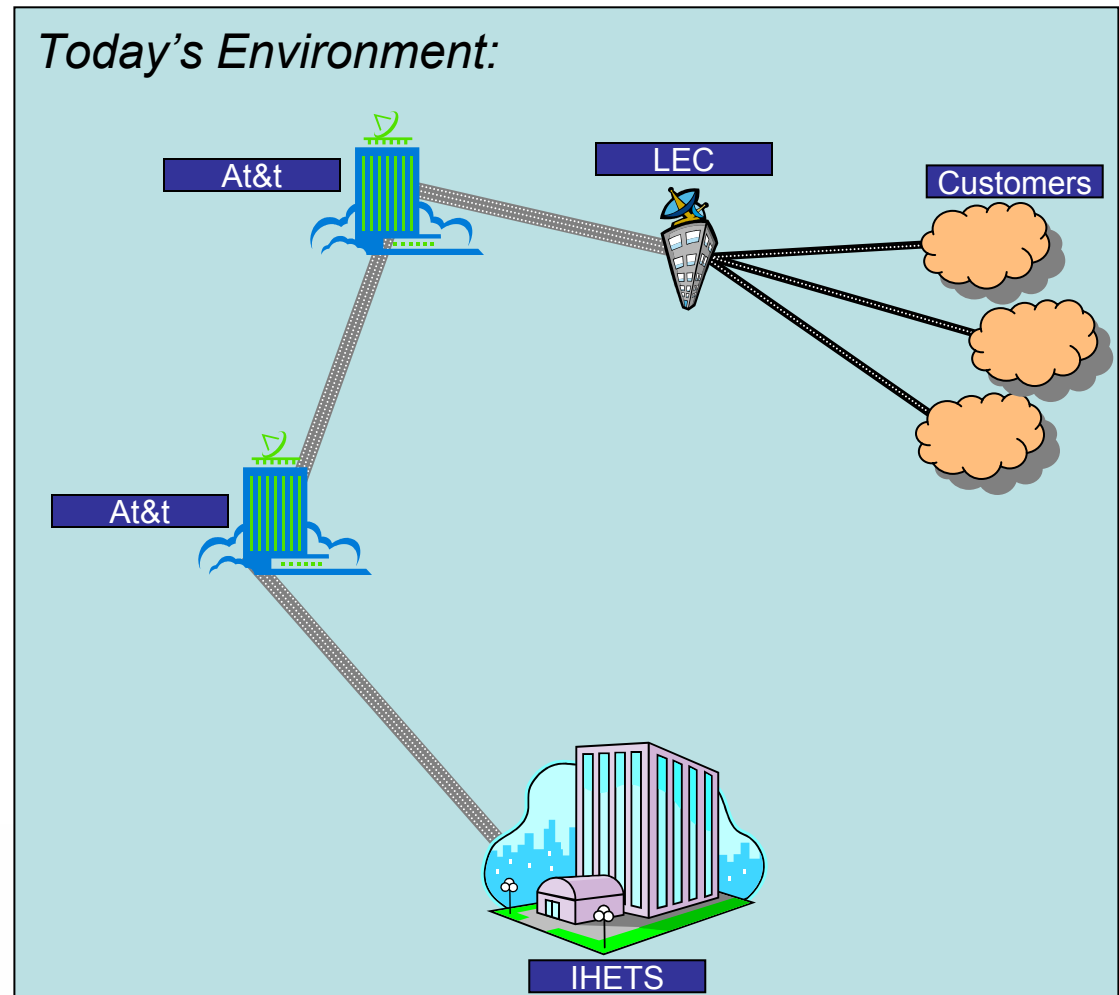 Today’s Environment:
At&t
LEC
Customers
At&t
IHETS